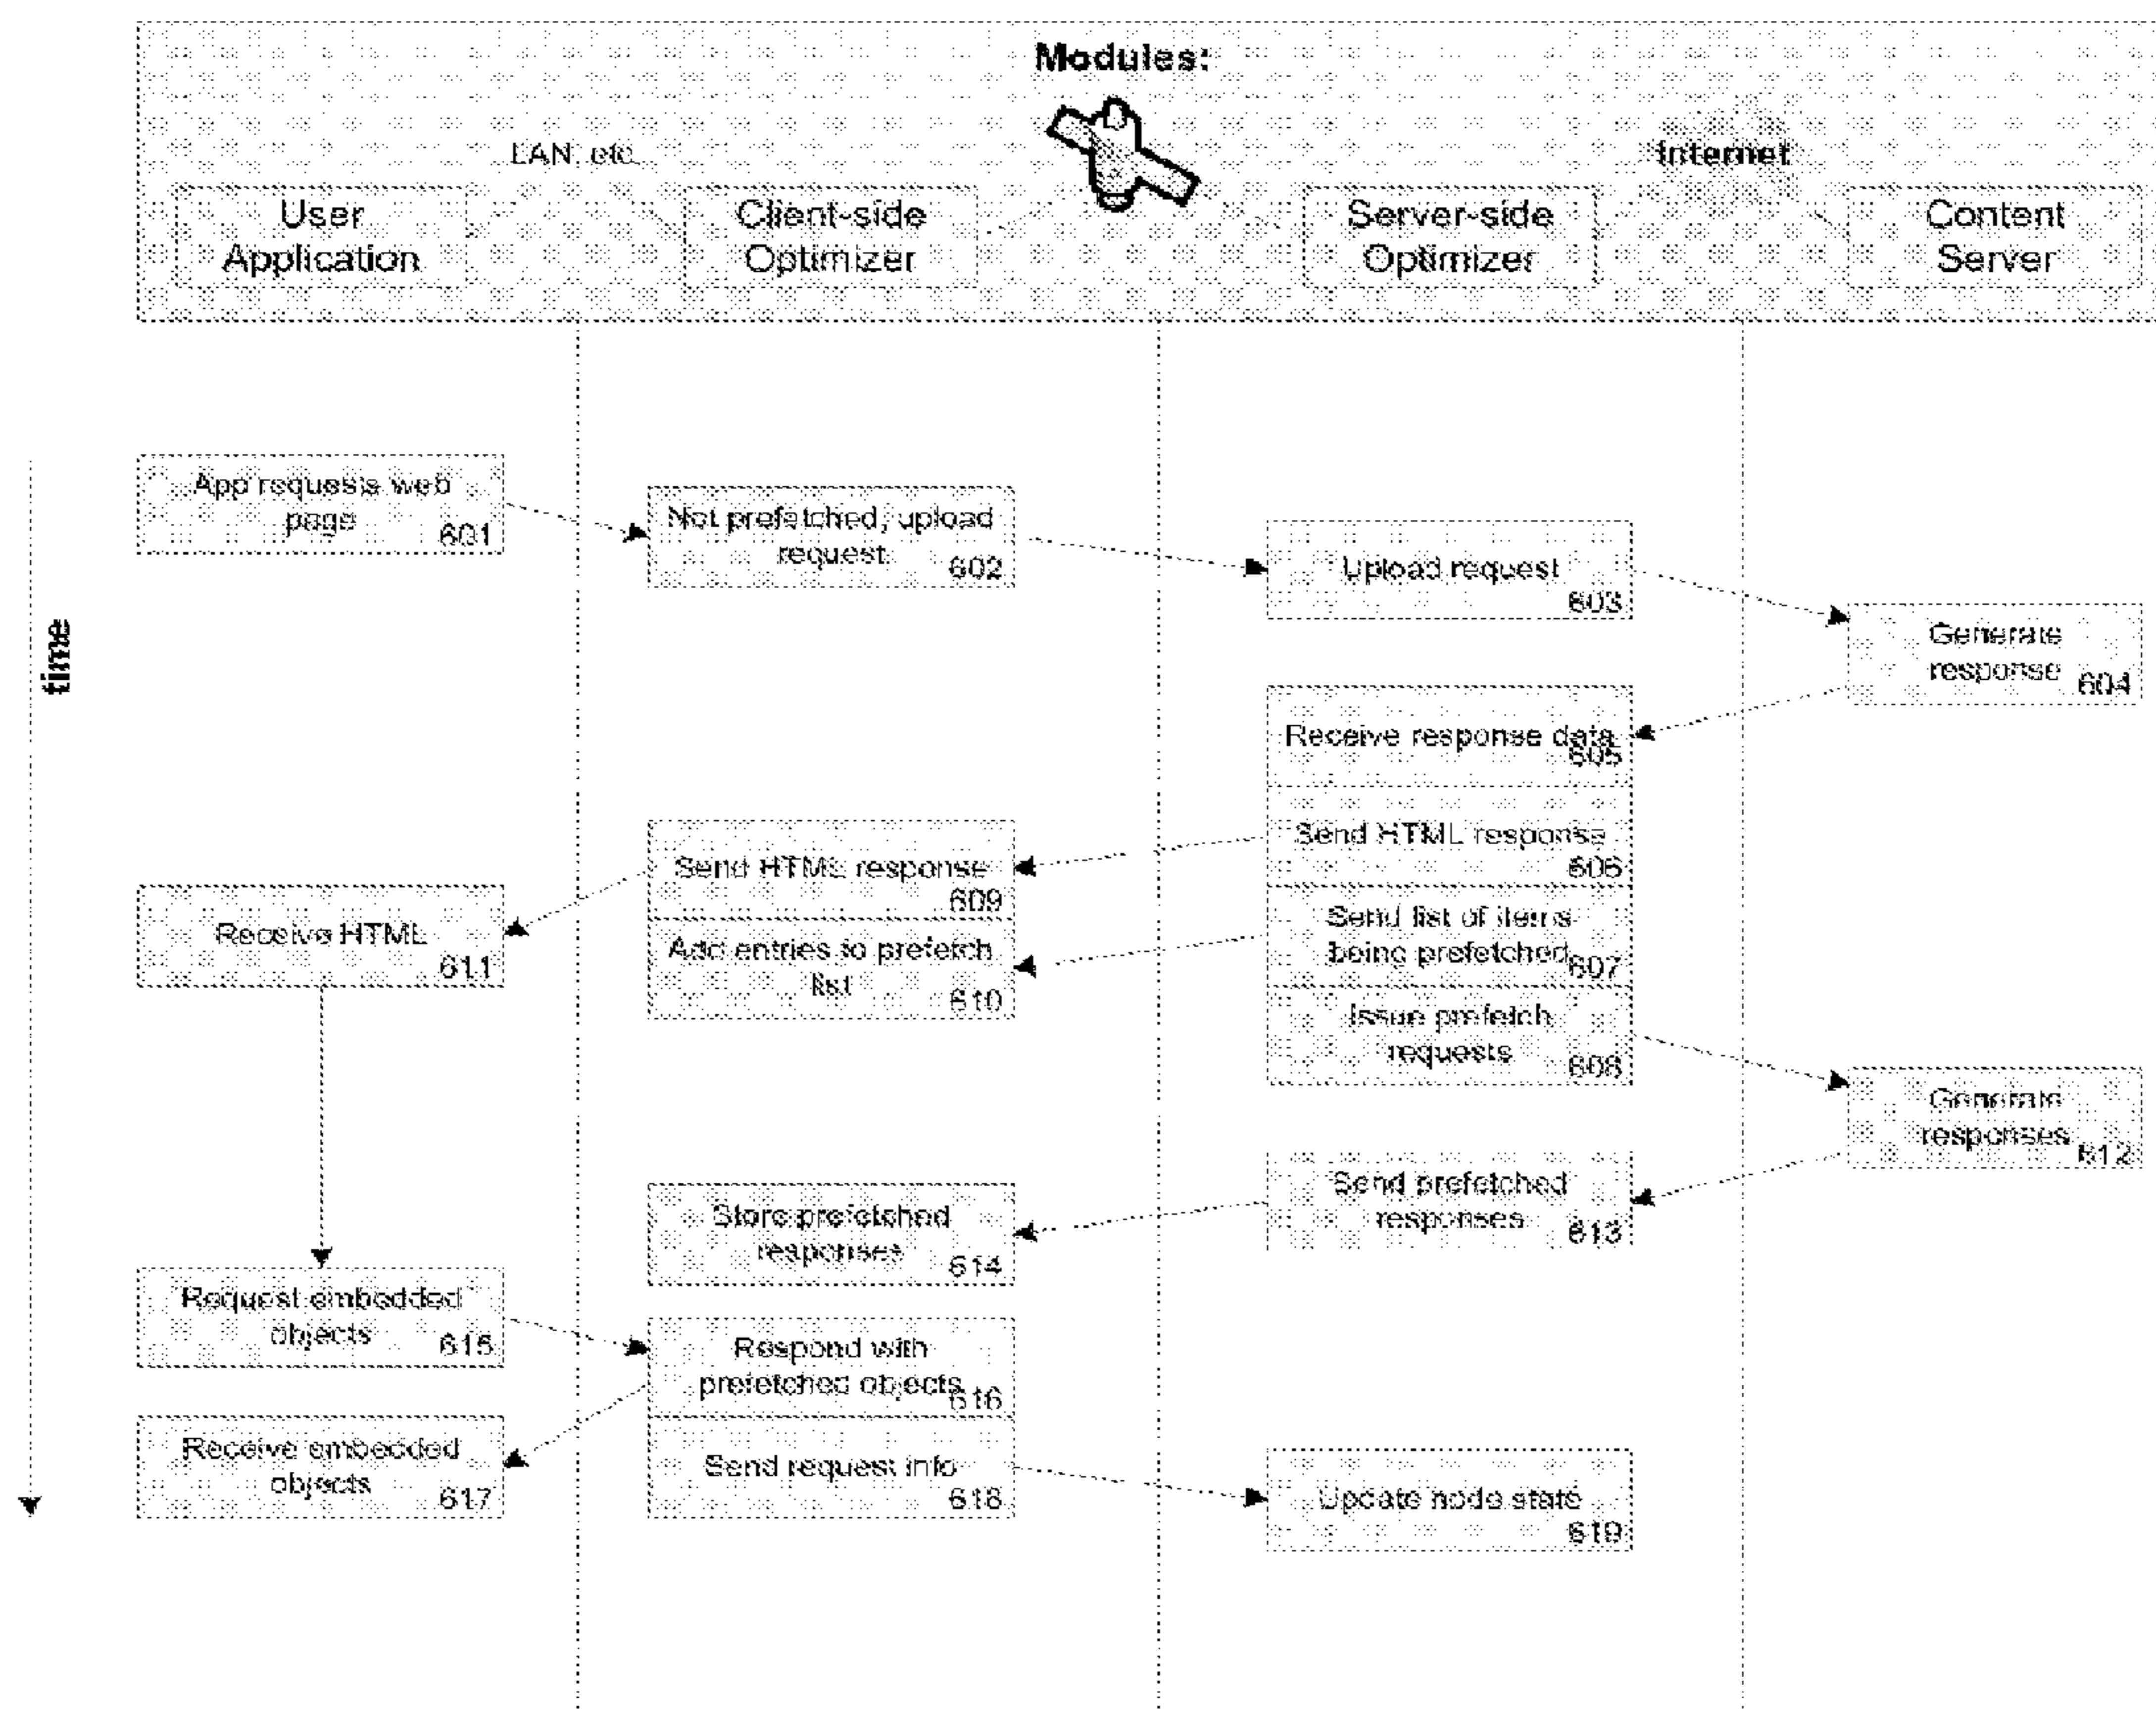 Modules:
LAN, etc.
Internet
User
Application
Client-side
Optimizer
Server-side
Optimizer
Content
Server
time
App requests web
page
601
Not prefetched, upload
request
602
Upload request
603
Generate
response
604
Receive response data
605
Send HTML response
606
Send list of items
being prefetched
607
Issue prefetch
requests
608
Send HTML response
609
Add entries to prefetch
list
610
Receive HTML
611
Generate
responses
612
Send prefetched
responses
613
Store prefetched
responses
614
Request embedded
objects
615
Respond with
prefetched objects
616
Receive embedded
objects
617
Send request info
618
Update node state
619